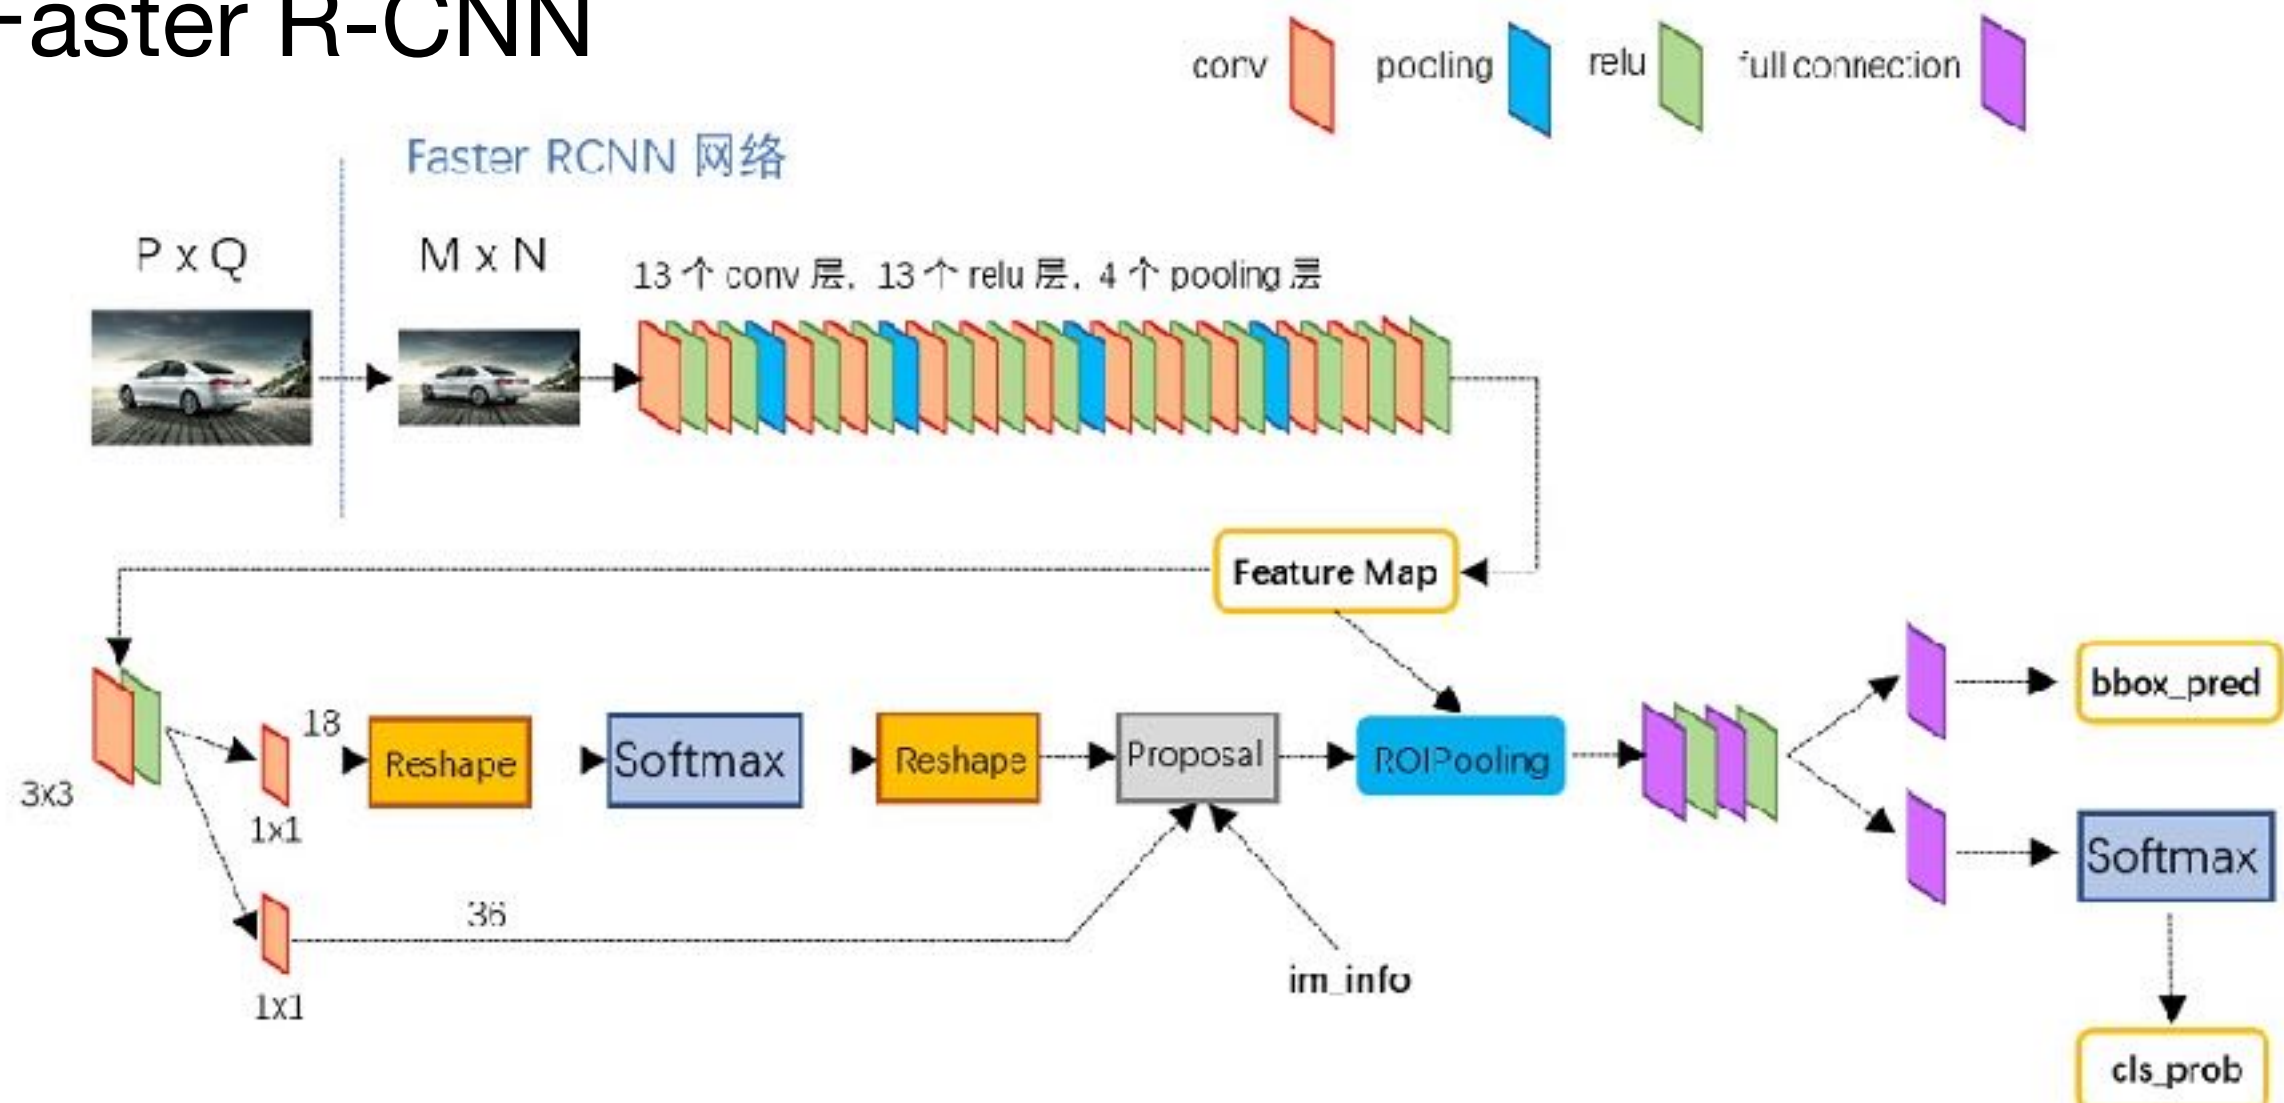 Faster R-CNN
conv pooling relu full connection
Faster RCNN 网络
P x Q
M x N
13 个 conv 层, 13 个 relu 层, 4 个 pooling 层
Feature Map
bbox_pred
18
Reshape
Softmax
Reshape
Proposal
ROIPooling
3x3
1x1
Softmax
36
im_info
1x1
cls_prob